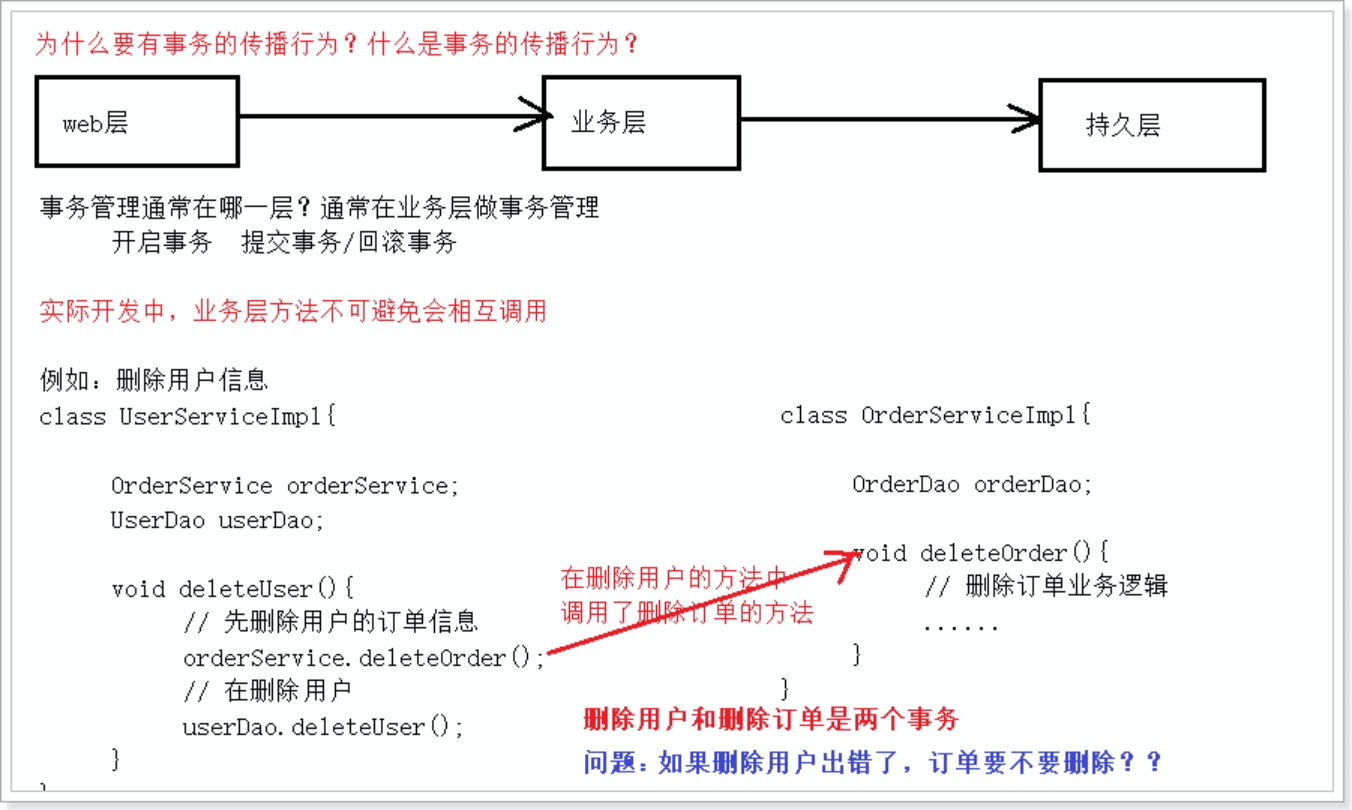 为什么要有事务的传播行为？什么是事务的传播行为？
web层
业务层
持久层
事务管理通常在哪一层？通常在业务层做事务管理
开启事务 提交事务/回滚事务
实际开发中，业务层方法不可避免会相互调用
例如：删除用户信息
class UserServiceImpl{
OrderService orderService;
UserDao userDao;
void deleteUser(){
// 先删除用户的订单信息
orderService.deleteOrder();
// 在删除用户
userDao.deleteUser();
}
}
在删除用户的方法中
调用了删除订单的方法
class OrderServiceImpl{
OrderDao orderDao;
void deleteOrder(){
// 删除订单业务逻辑
......
}
}
删除用户和删除订单是两个事务
问题：如果删除用户出错了，订单要不要删除？？